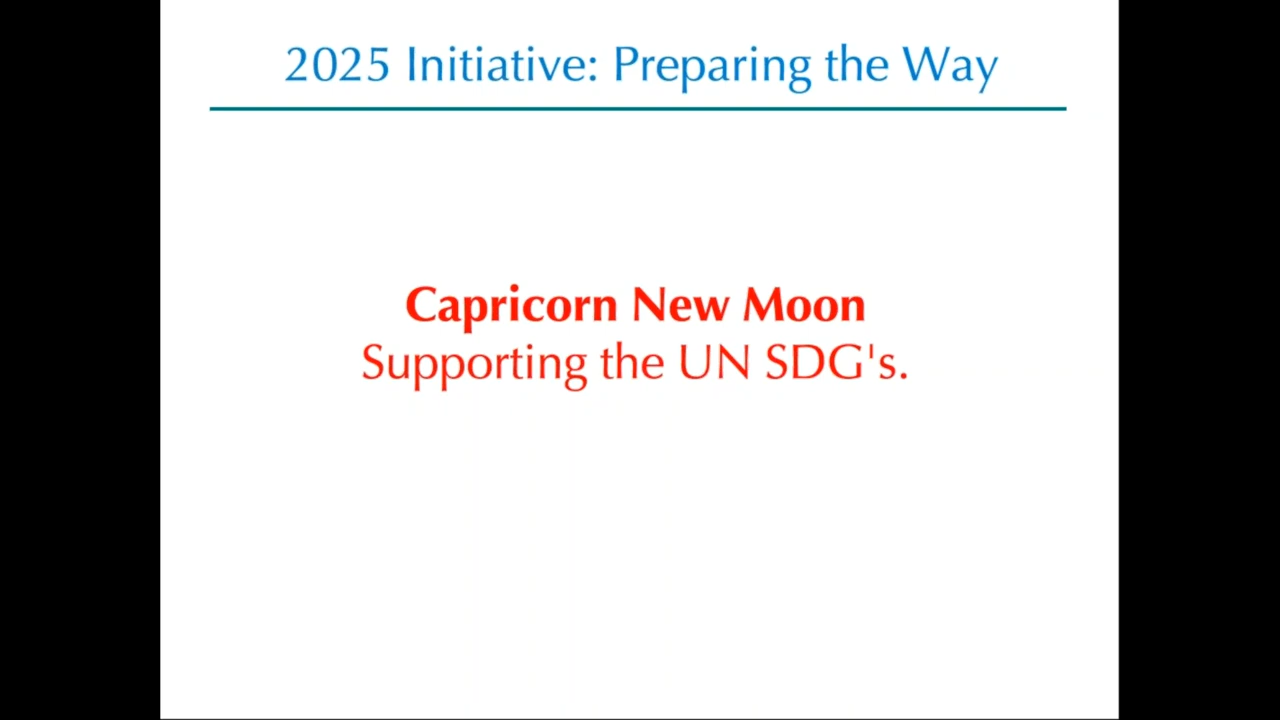 2025 Initiative: Preparing the Way
Capricorn New Moon
Supporting the UN SDG's.